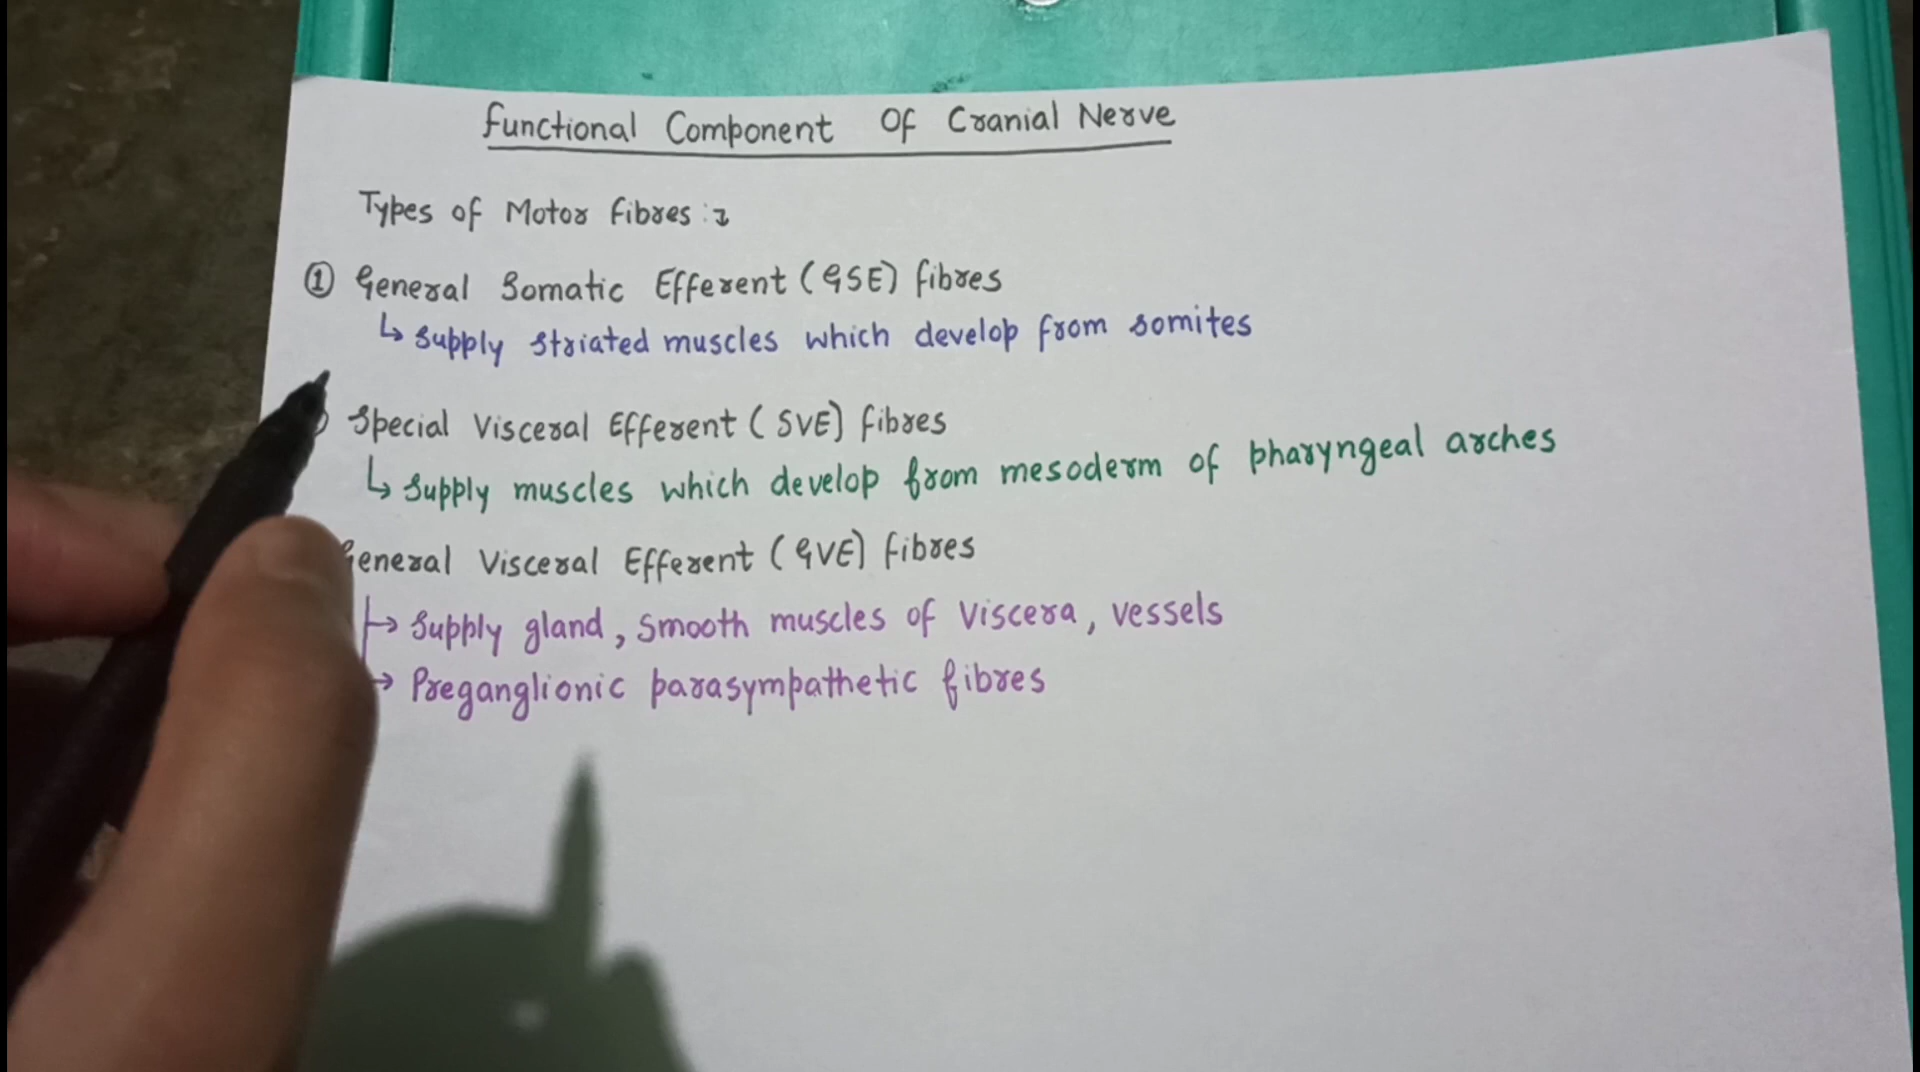 Functional Component Of Cranial Nerve
Types of Motor fibres :
① General Somatic Efferent (GSE) fibres
↳ Supply striated muscles which develop from somites
Special Visceral Efferent (SVE) fibres
↳ Supply muscles which develop from mesoderm of pharyngeal arches
General Visceral Efferent (GVE) fibres
→ Supply gland, smooth muscles of viscera, vessels
→ Preganglionic parasympathetic fibres